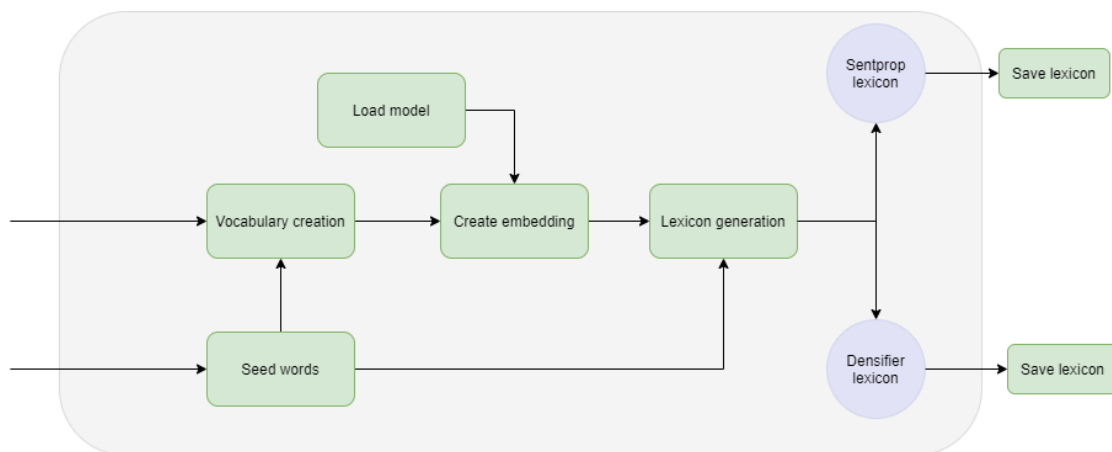 Sentprop
lexicon
Save lexicon
Load model
Vocabulary creation
Create embedding
Lexicon generation
Seed words
Densifier
lexicon
Save lexicon